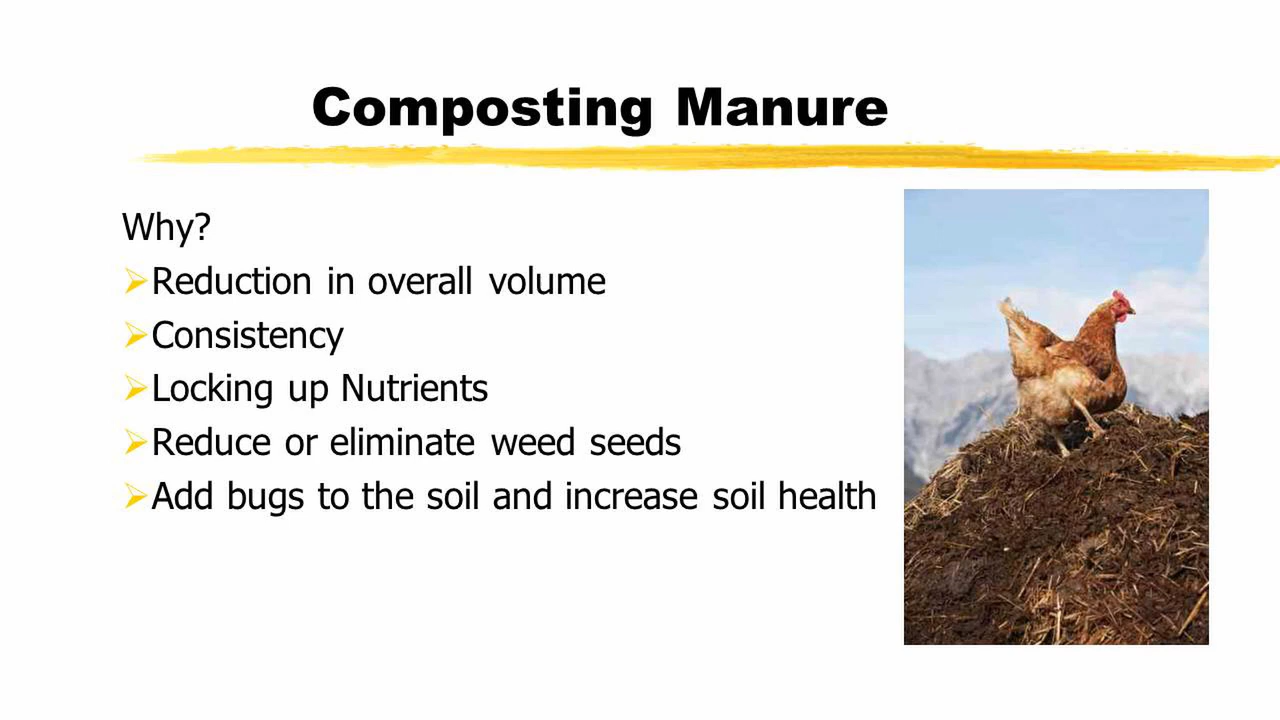 Composting Manure
Why?
Reduction in overall volume
Consistency
Locking up Nutrients
Reduce or eliminate weed seeds
Add bugs to the soil and increase soil health